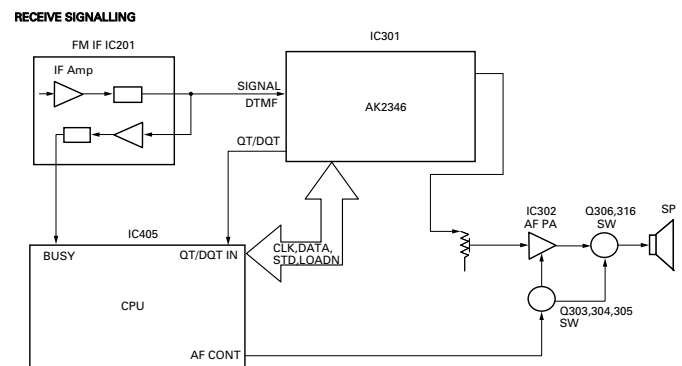 RECEIVE SIGNALLING
FM IF IC201
IF Amp
IC301
AK2346
SIGNAL
DTMF
QT/DQT
IC302
AF PA
Q306,316
SW
SP
IC405
BUSY
QT/DQT IN
CLK,DATA,
STD,LOADN
CPU
Q303,304,305
SW
AF CONT